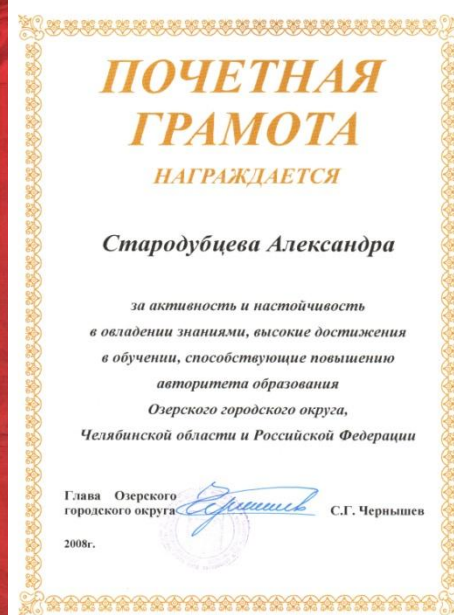 ПОЧЕТНАЯ
ГРАМОТА
НАГРАЖДАЕТСЯ
Стародубцева Александра
за активность и настойчивость
в овладении знаниями, высокие достижения
в обучении, способствующие повышению
авторитета образования
Озерского городского округа,
Челябинской области и Российской Федерации
Глава Озерского
городского округа С.Г. Чернышев
2008г.